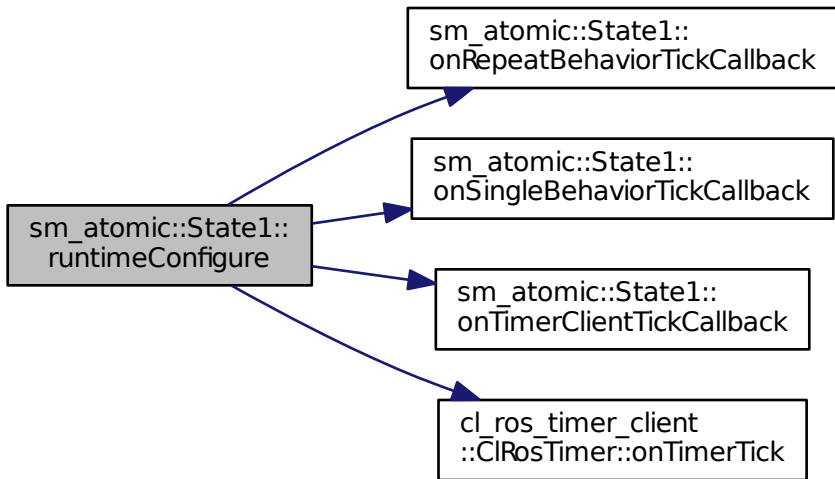 sm_atomic::State1::
onRepeatBehaviorTickCallback
sm_atomic::State1::
onSingleBehaviorTickCallback
sm_atomic::State1::
runtimeConfigure
sm_atomic::State1::
onTimerClientTickCallback
cl_ros_timer_client
::ClRosTimer::onTimerTick